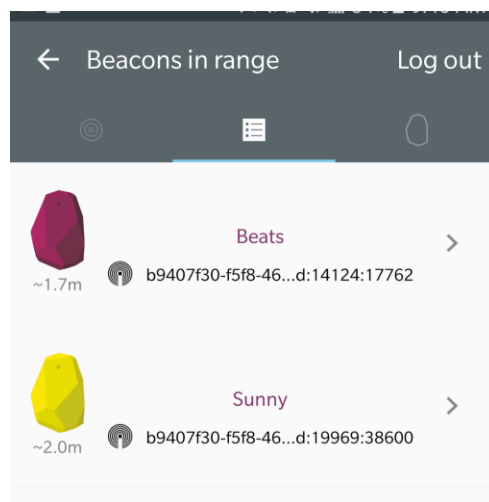 Beacons in range
Log out
Beats
b9407f30-f5f8-46...d:14124:17762
~1.7m
Sunny
b9407f30-f5f8-46...d:19969:38600
~2.0m